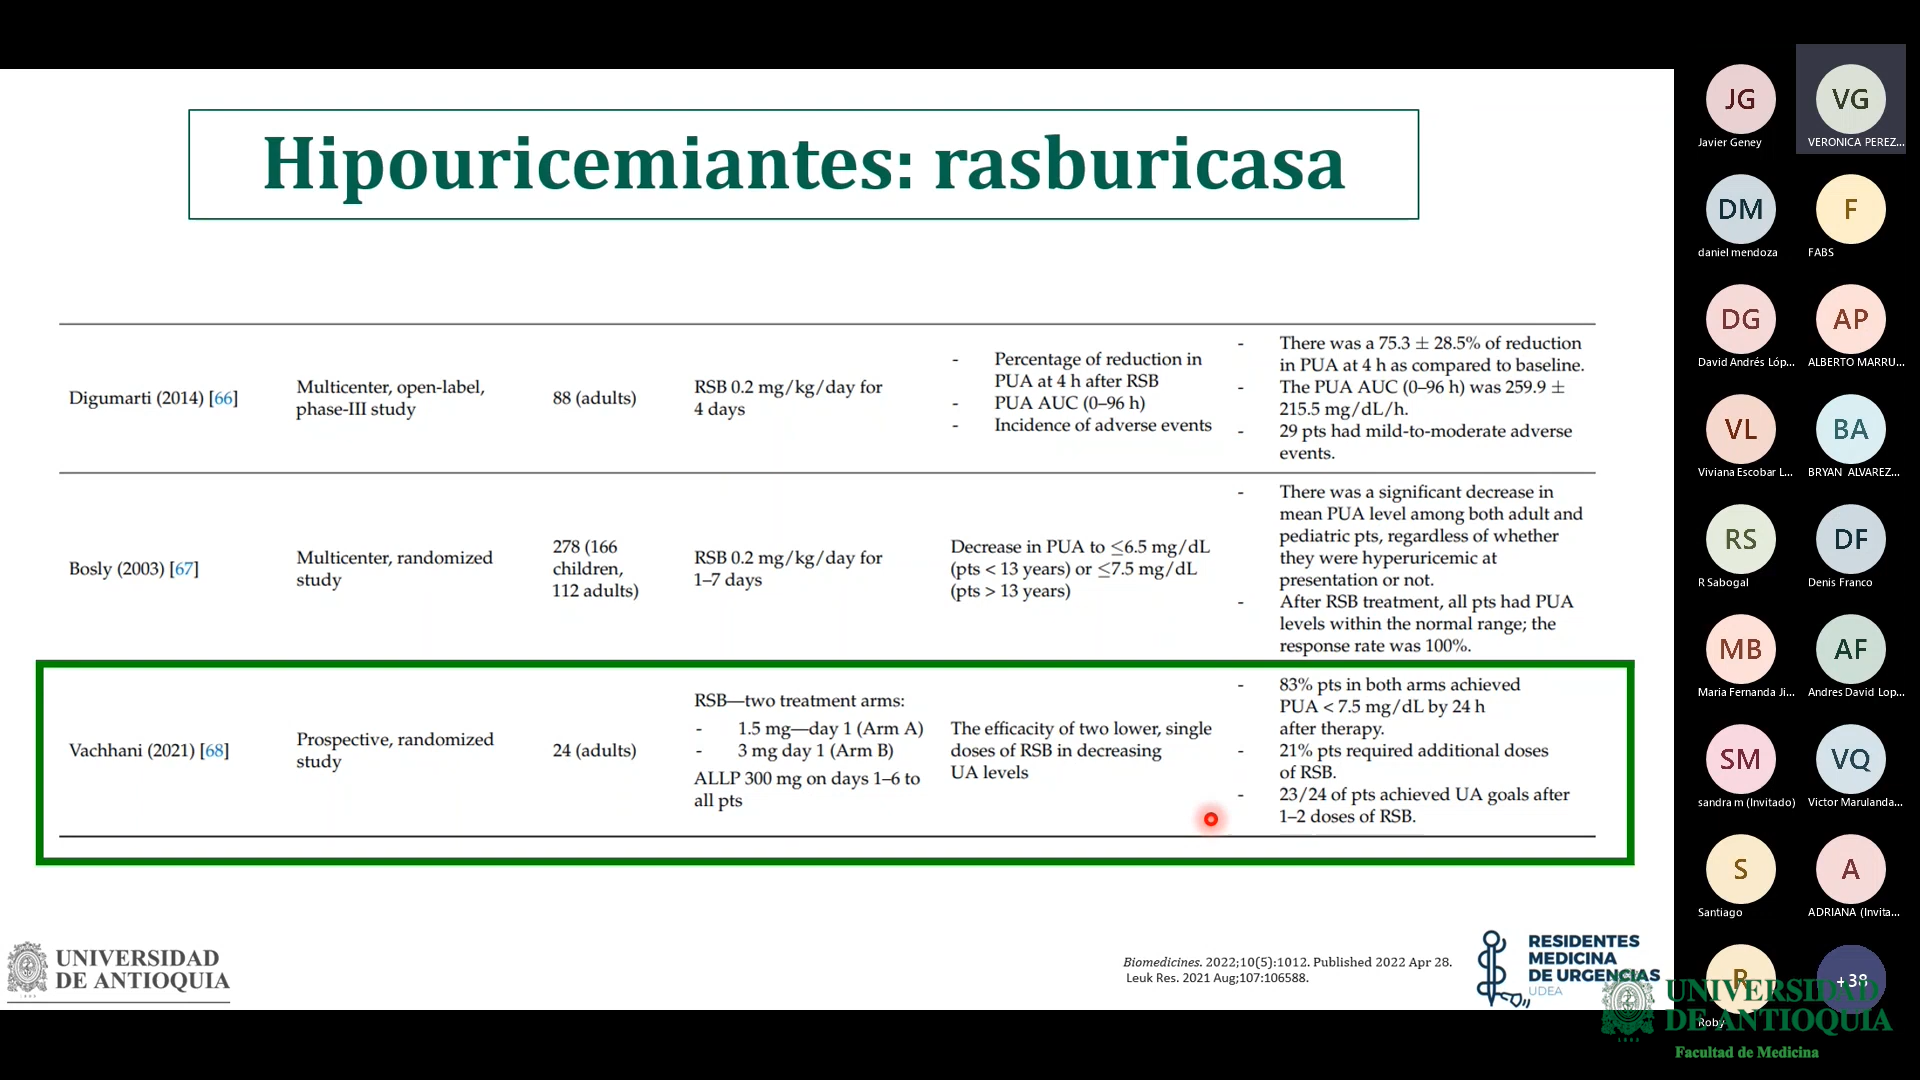 Hipouricemiantes: rasburicasa
Digumarti (2014) [66]
Multicenter, open-label,
phase-III study
88 (adults)
RSB 0.2 mg/kg/day for
4 days
- Percentage of reduction in
PUA at 4 h after RSB
- PUA AUC (0–96 h)
- Incidence of adverse events
- There was a 75.3 ± 28.5% of reduction
in PUA at 4 h as compared to baseline.
- The PUA AUC (0–96 h) was 259.9 ±
215.5 mg/dL/h.
- 29 pts had mild-to-moderate adverse
events.
Bosly (2003) [67]
Multicenter, randomized
study
278 (166
children,
112 adults)
RSB 0.2 mg/kg/day for
1–7 days
Decrease in PUA to ≤6.5 mg/dL
(pts < 13 years) or ≤7.5 mg/dL
(pts > 13 years)
- There was a significant decrease in
mean PUA level among both adult and
pediatric pts, regardless of whether
they were hyperuricemic at
presentation or not.
- After RSB treatment, all pts had PUA
levels within the normal range; the
response rate was 100%.
Vachhani (2021) [68]
Prospective, randomized
study
24 (adults)
RSB—two treatment arms:
- 1.5 mg—day 1 (Arm A)
- 3 mg day 1 (Arm B)
ALLP 300 mg on days 1–6 to
all pts
The efficacy of two lower, single
doses of RSB in decreasing
UA levels
- 83% pts in both arms achieved
PUA < 7.5 mg/dL by 24 h
after therapy.
- 21% pts required additional doses
of RSB.
- 23/24 of pts achieved UA goals after
1–2 doses of RSB.
UNIVERSIDAD
DE ANTIOQUIA
1803
Biomedicines. 2022;10(5):1012. Published 2022 Apr 28.
Leuk Res. 2021 Aug;107:106588.
RESIDENTES
MEDICINA
DE URGENCIAS
UDEA
JG
Javier Geney
VG
VERONICA PEREZ...
DM
daniel mendoza
F
FABS
DG
David Andrés Lóp...
AP
ALBERTO MARRU...
VL
Viviana Escobar L...
BA
BRYAN ALVAREZ...
RS
R Sabogal
DF
Denis Franco
MB
Maria Fernanda Ji...
AF
Andres David Lop...
SM
sandra m (Invitado)
VQ
Victor Marulanda...
S
Santiago
A
ADRIANA (Invita...
R
Roby
+38
UNIVERSIDAD
DE ANTIOQUIA
Facultad de Medicina